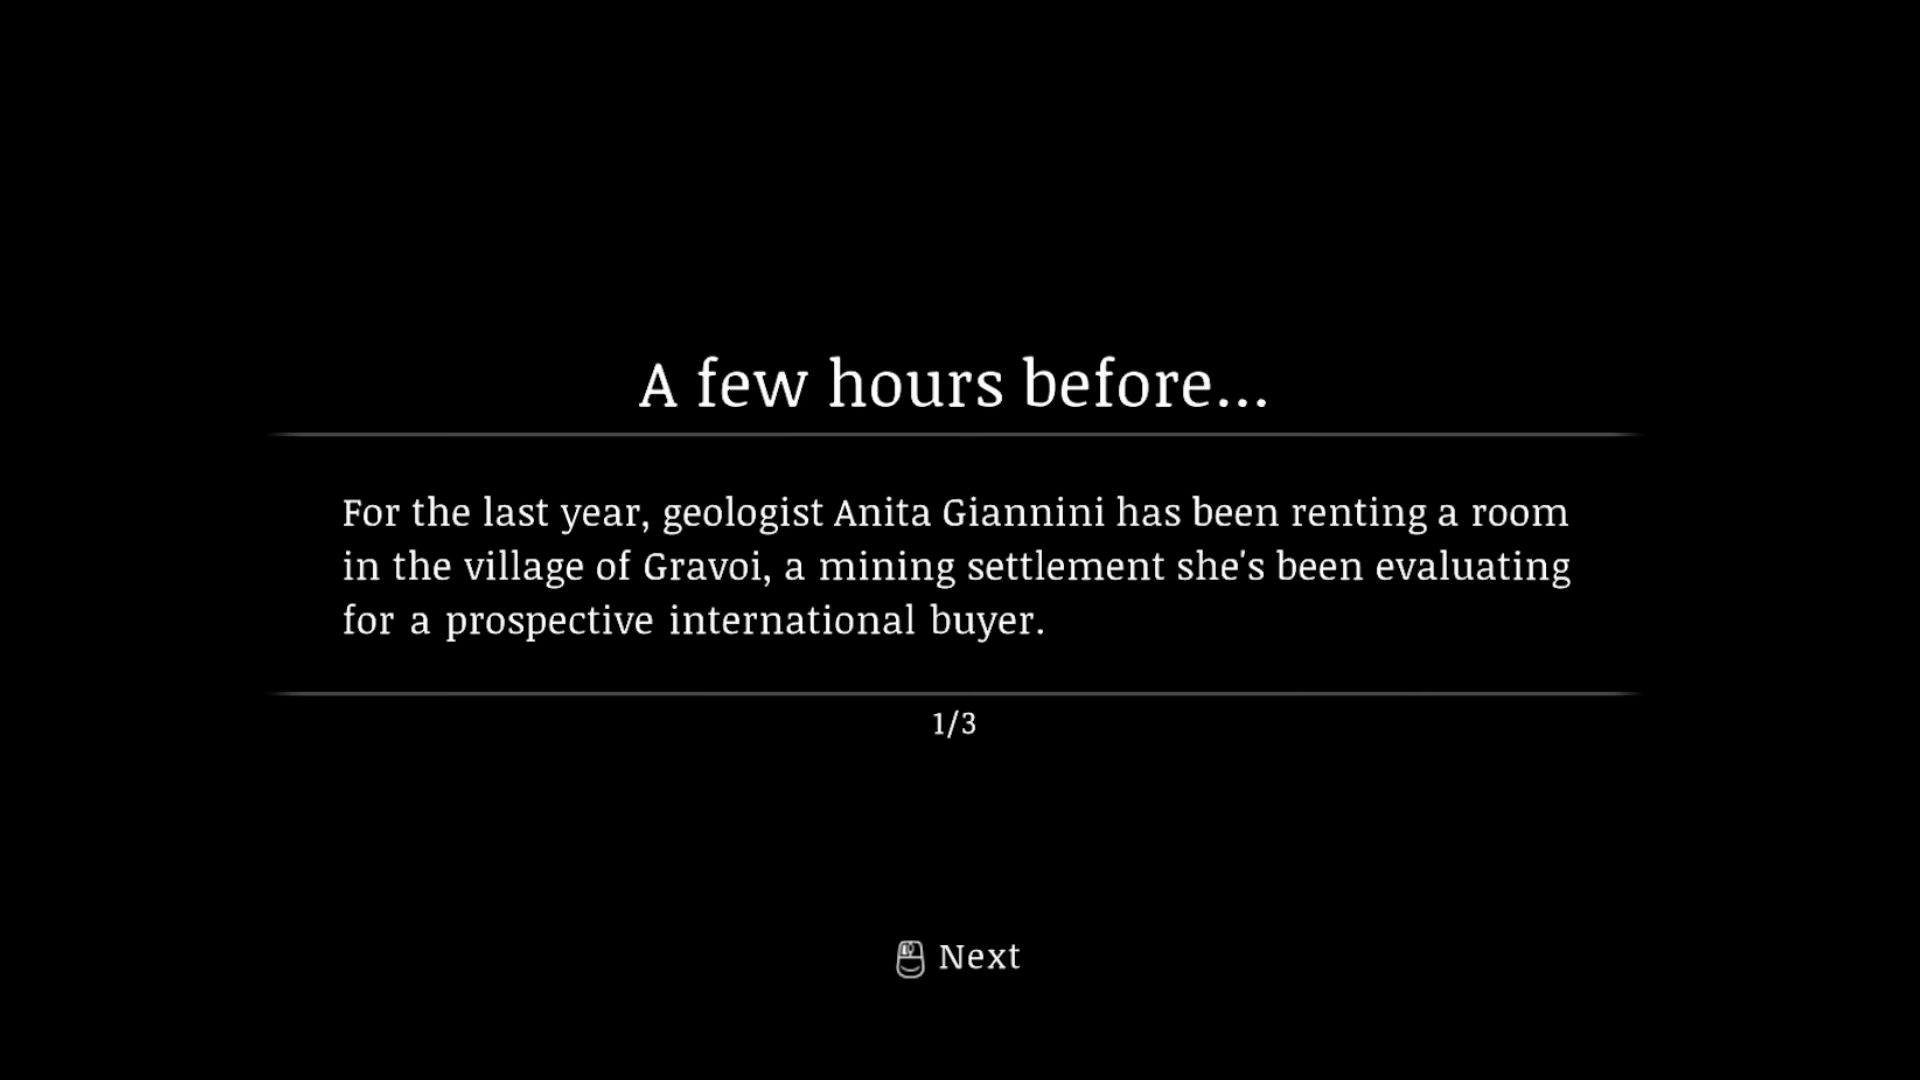 A few hours before...
For the last year, geologist Anita Giannini has been renting a room
in the village of Gravoi, a mining settlement she's been evaluating
for a prospective international buyer.
1/3
Next